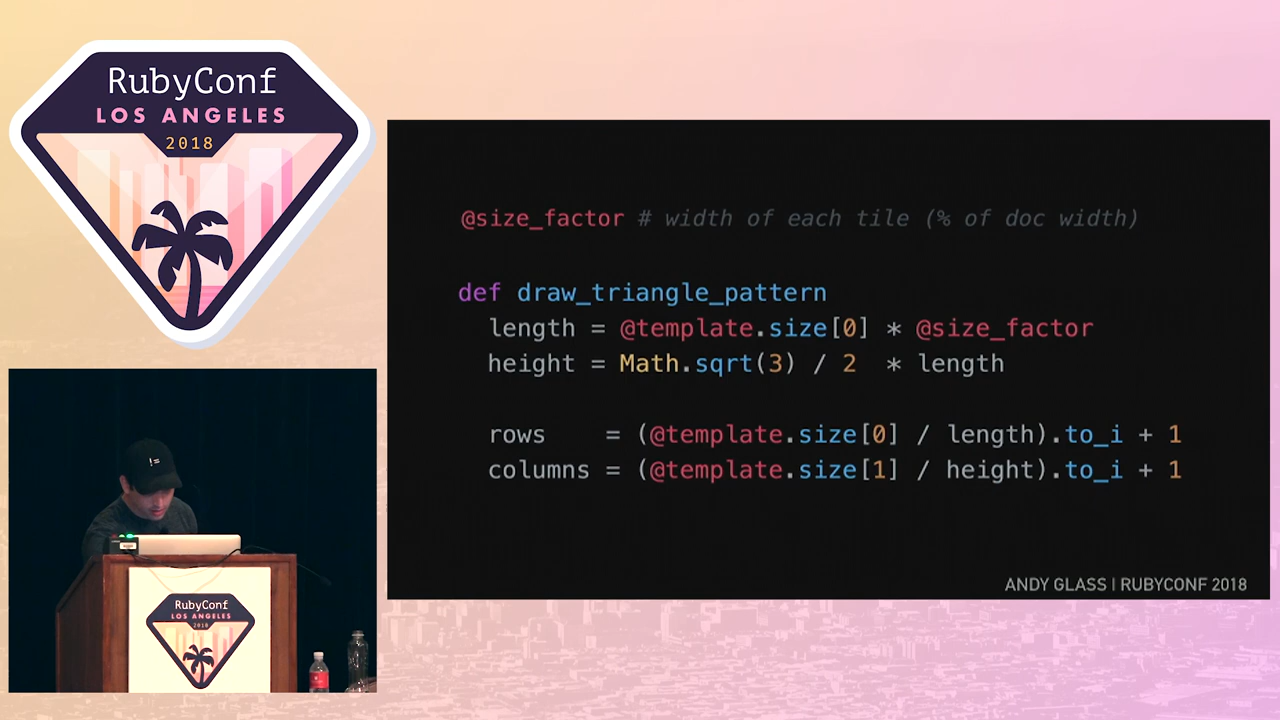 RubyConf
LOS ANGELES
2018
@size_factor # width of each tile (% of doc width)
def draw_triangle_pattern
length = @template.size[0] * @size_factor
height = Math.sqrt(3) / 2 * length
rows = (@template.size[0] / length).to_i + 1
columns = (@template.size[1] / height).to_i + 1
ANDY GLASS | RUBYCONF 2018
!=
RubyConf
LOS ANGELES
2018